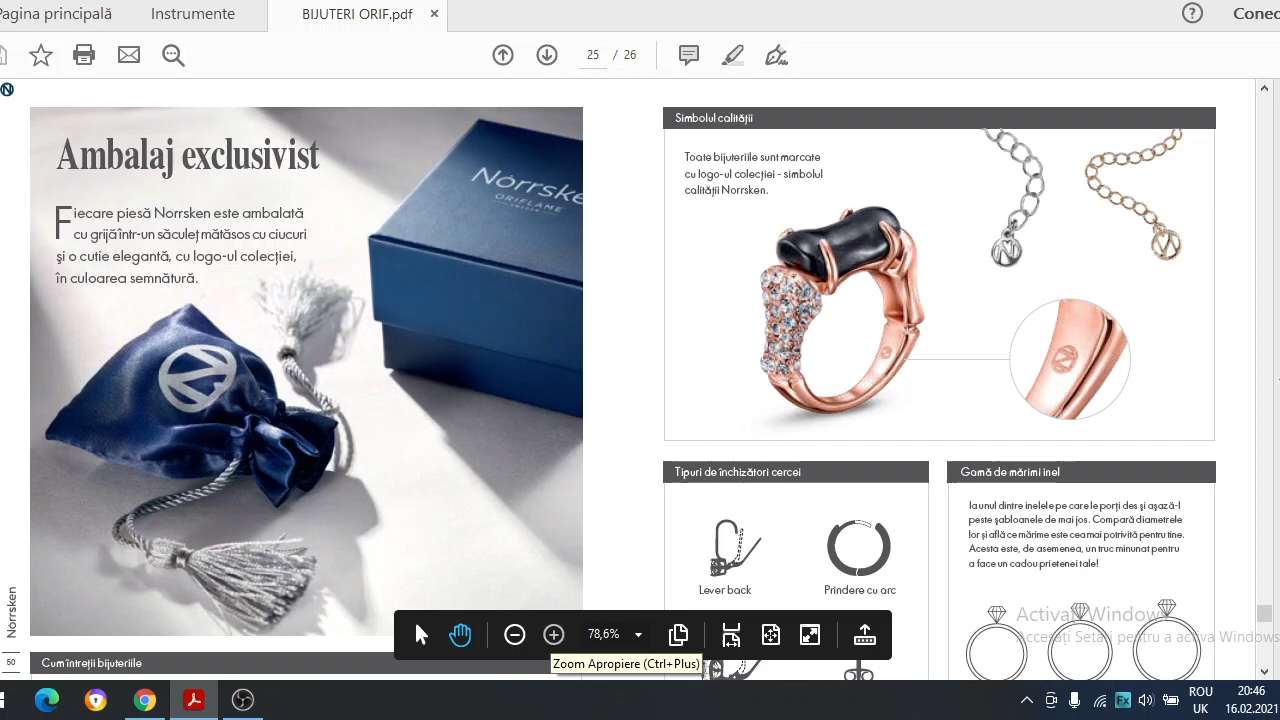 Pagina principală
Instrumente
BIJUTERI ORIF.pdf
×
Conec
25 / 26
Ambalaj exclusivist
Fiecare piesă Norrsken este ambalată
cu grijă într-un săculeț mătăsos cu ciucuri
și o cutie elegantă, cu logo-ul colecției,
în culoarea semnătură.
Norrske
ORIFLAME
SWEDEN
Norrsken
50
Cum întreții bijuteriile
Simbolul calității
Toate bijuteriile sunt marcate
cu logo-ul colecției - simbolul
calității Norrsken.
Tipuri de închizători cercei
Lever back
Prindere cu arc
Gamă de mărimi inel
Ia unul dintre inelele pe care le porți des și așază-l
peste șabloanele de mai jos. Compară diametrele
lor și află ce mărime este cea mai potrivită pentru tine.
Acesta este, de asemenea, un truc minunat pentru
a face un cadou prietenei tale!
Activați Windows
Accesați Setări pentru a activa Windows
78,6%
Zoom Apropiere (Ctrl+Plus)
Fx
ROU
UK
20:46
16.02.2021